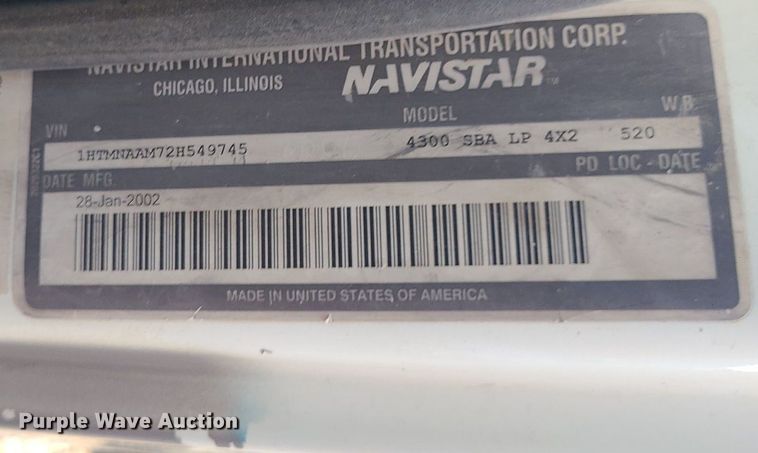 NAVISTAR INTERNATIONAL TRANSPORTATION CORP.
CHICAGO, ILLINOIS NAVISTAR™
VIN MODEL W.B.
1HTMNAAM72H549745 4300 SBA LP 4X2 520
DATE MFG. PD LOC - DATE
28-Jan-2002
MADE IN UNITED STATES OF AMERICA
Purple Wave Auction